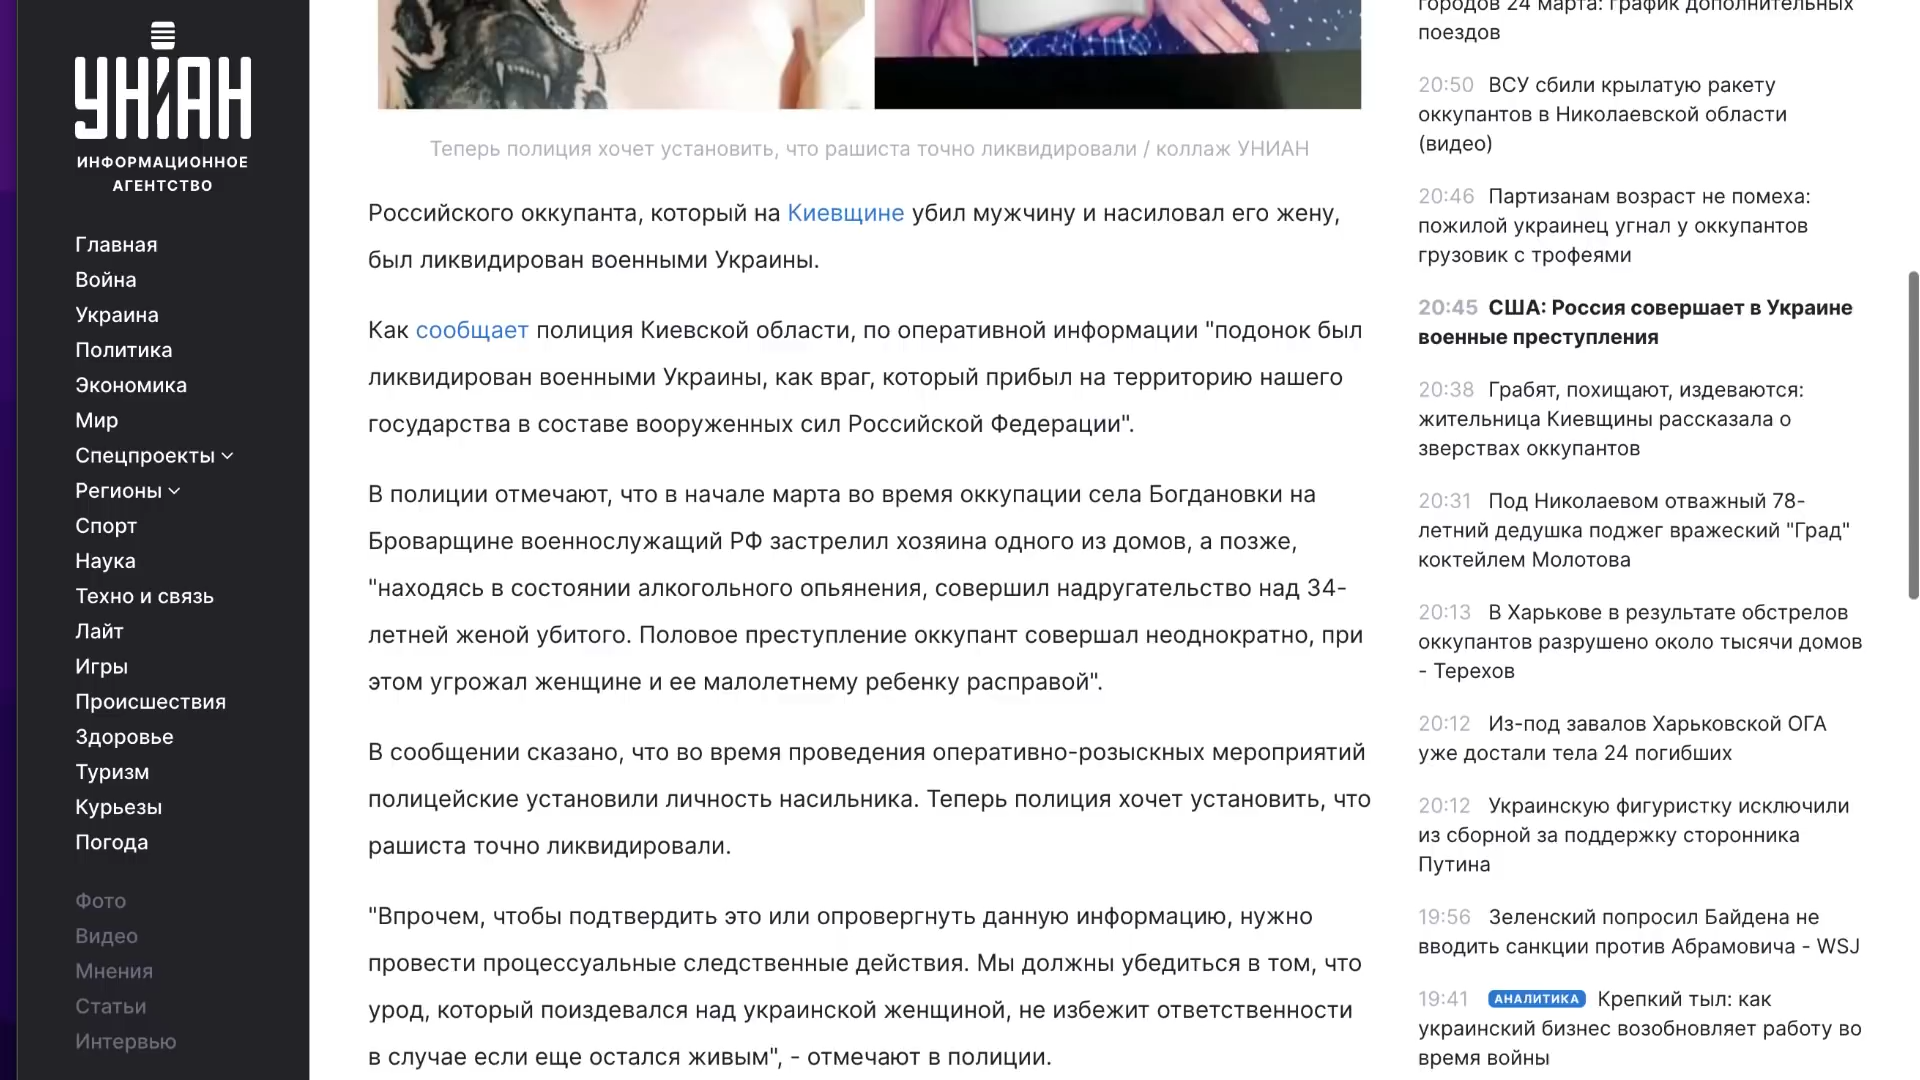 УНІАН
ИНФОРМАЦИОННОЕ
АГЕНТСТВО
Главная
Война
Украина
Политика
Экономика
Мир
Спецпроекты
Регионы
Спорт
Наука
Техно и связь
Лайт
Игры
Происшествия
Здоровье
Туризм
Курьезы
Погода
Фото
Видео
Мнения
Статьи
Интервью
Теперь полиция хочет установить, что рашиста точно ликвидировали / коллаж УНИАН
Российского оккупанта, который на Киевщине убил мужчину и насиловал его жену,
был ликвидирован военными Украины.
Как сообщает полиция Киевской области, по оперативной информации "подонок был
ликвидирован военными Украины, как враг, который прибыл на территорию нашего
государства в составе вооруженных сил Российской Федерации".
В полиции отмечают, что в начале марта во время оккупации села Богдановки на
Броварщине военнослужащий РФ застрелил хозяина одного из домов, а позже,
"находясь в состоянии алкогольного опьянения, совершил надругательство над 34-
летней женой убитого. Половое преступление оккупант совершал неоднократно, при
этом угрожал женщине и ее малолетнему ребенку расправой".
В сообщении сказано, что во время проведения оперативно-розыскных мероприятий
полицейские установили личность насильника. Теперь полиция хочет установить, что
рашиста точно ликвидировали.
"Впрочем, чтобы подтвердить это или опровергнуть данную информацию, нужно
провести процессуальные следственные действия. Мы должны убедиться в том, что
урод, который поиздевался над украинской женщиной, не избежит ответственности
в случае если еще остался живым", - отмечают в полиции.
городов 24 марта: график дополнительных
поездов
20:50 ВСУ сбили крылатую ракету
оккупантов в Николаевской области
(видео)
20:46 Партизанам возраст не помеха:
пожилой украинец угнал у оккупантов
грузовик с трофеями
20:45 США: Россия совершает в Украине
военные преступления
20:38 Грабят, похищают, издеваются:
жительница Киевщины рассказала о
зверствах оккупантов
20:31 Под Николаевом отважный 78-
летний дедушка поджег вражеский "Град"
коктейлем Молотова
20:13 В Харькове в результате обстрелов
оккупантов разрушено около тысячи домов
- Терехов
20:12 Из-под завалов Харьковской ОГА
уже достали тела 24 погибших
20:12 Украинскую фигуристку исключили
из сборной за поддержку сторонника
Путина
19:56 Зеленский попросил Байдена не
вводить санкции против Абрамовича - WSJ
19:41 АНАЛИТИКА Крепкий тыл: как
украинский бизнес возобновляет работу во
время войны